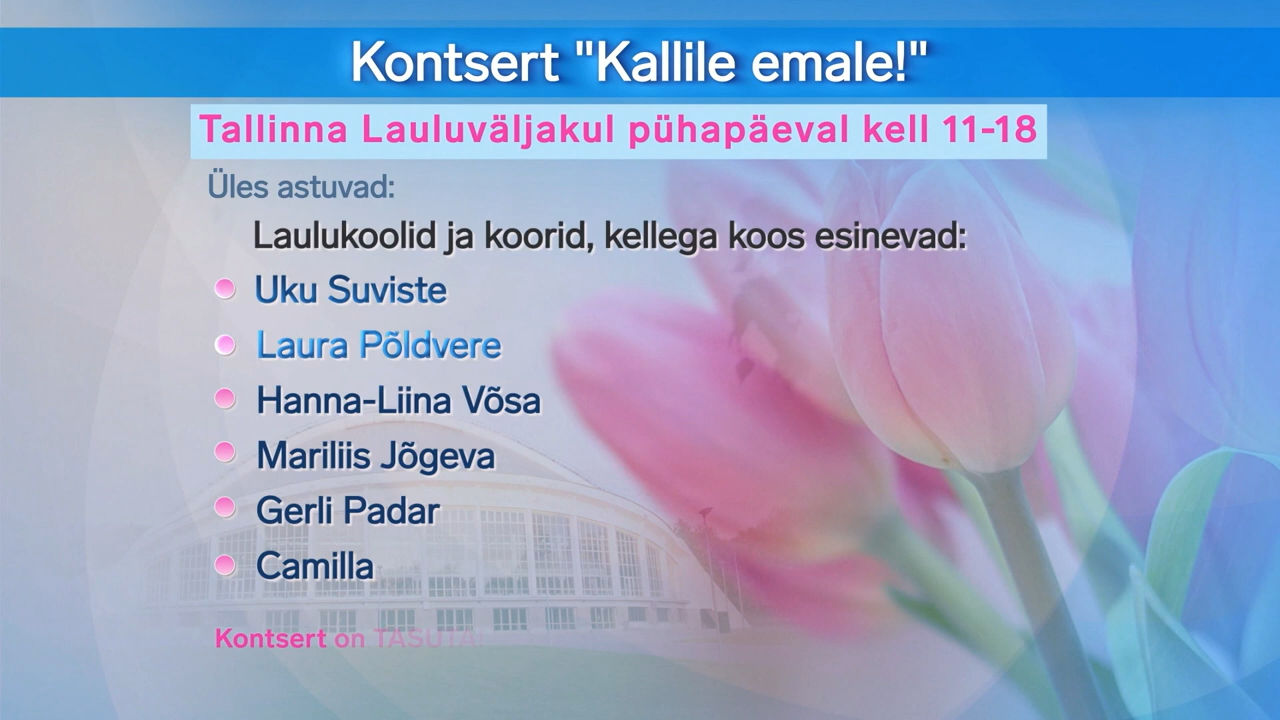 Kontsert "Kallile emale!"
Tallinna Lauluväljakul pühapäeval kell 11-18
Üles astuvad:
Laulukoolid ja koorid, kellega koos esinevad:
Uku Suviste
Laura Põldvere
Hanna-Liina Võsa
Mariliis Jõgeva
Gerli Padar
Camilla
Kontsert on TASUTA!